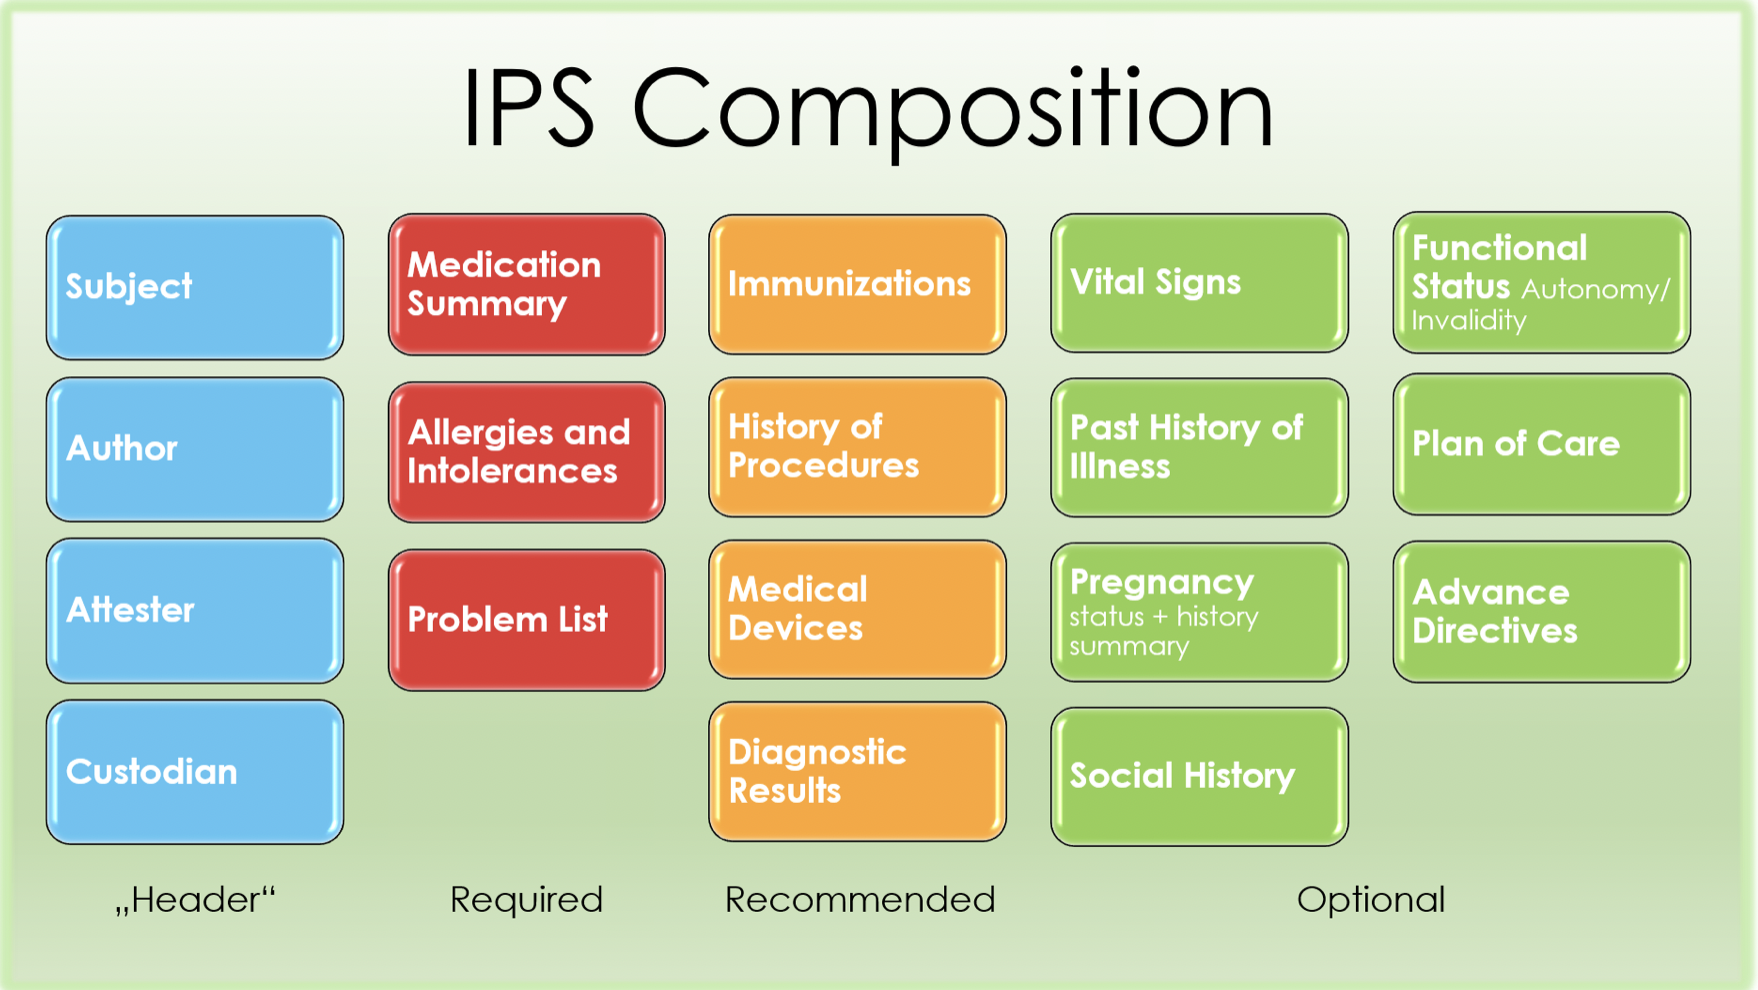 IPS Composition
Subject
Author
Attester
Custodian
„Header“
Medication
Summary
Allergies and
Intolerances
Problem List
Required
Immunizations
History of
Procedures
Medical
Devices
Diagnostic
Results
Recommended
Vital Signs
Past History of
Illness
Pregnancy
status + history
summary
Social History
Functional
Status Autonomy/
Invalidity
Plan of Care
Advance
Directives
Optional